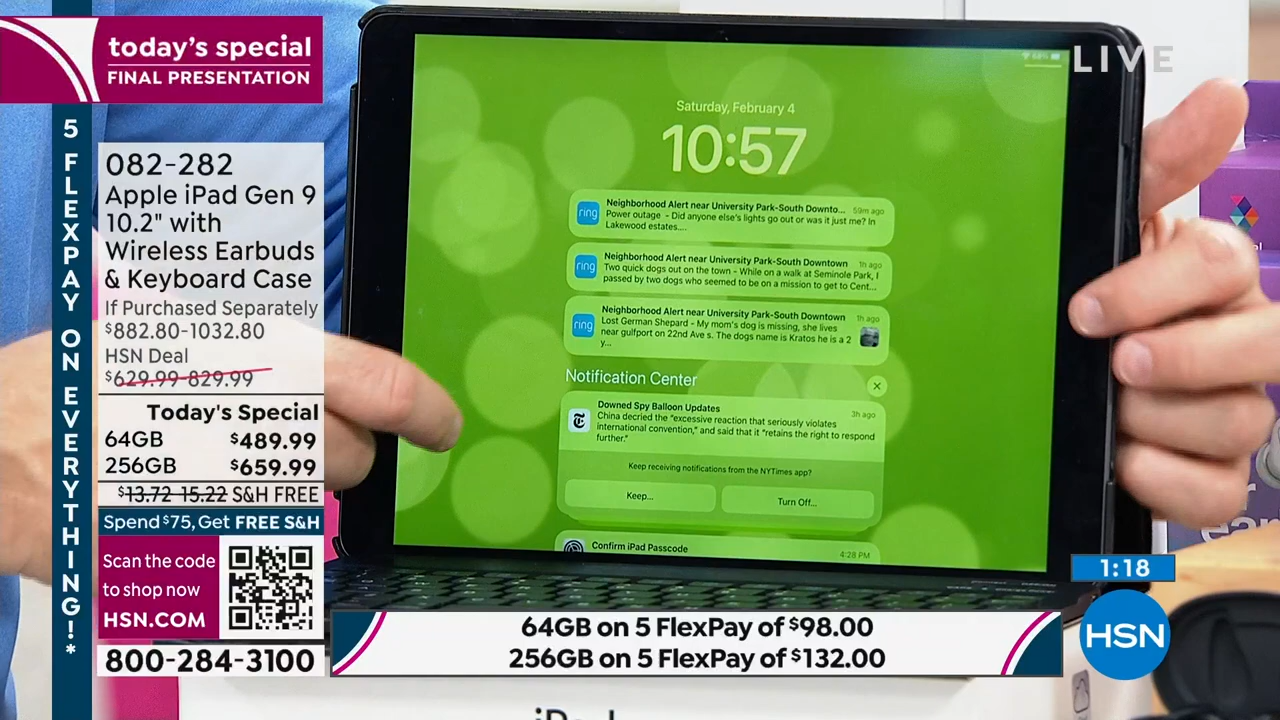 today's special
FINAL PRESENTATION
5 FLEXPAY ON EVERYTHING!*
082-282
Apple iPad Gen 9
10.2" with
Wireless Earbuds
& Keyboard Case
If Purchased Separately
$882.80-1032.80
HSN Deal
$629.99-829.99
Today's Special
64GB $489.99
256GB $659.99
$13.72-15.22 S&H FREE
Spend $75, Get FREE S&H
Scan the code
to shop now
HSN.COM
800-284-3100
LIVE
Saturday, February 4
10:57
ring
Neighborhood Alert near University Park-South Downto... 59m ago
Power outage - Did anyone else's lights go out or was it just me? In
Lakewood estates....
ring
Neighborhood Alert near University Park-South Downtown 1h ago
Two quick dogs out on the town - While on a walk at Seminole Park, I
passed by two dogs who seemed to be on a mission to get to Cent...
ring
Neighborhood Alert near University Park-South Downtown 1h ago
Lost German Shepard - My mom's dog is missing, she lives
near gulfport on 22nd Ave s. The dogs name is Kratos he is a 2
y...
Notification Center
Downed Spy Balloon Updates 3h ago
China decried the "excessive reaction that seriously violates
international convention," and said that it "retains the right to respond
further."
Keep receiving notifications from the NYTimes app?
Keep... Turn Off...
Confirm iPad Passcode 4:28 PM
1:18
HSN
64GB on 5 FlexPay of $98.00
256GB on 5 FlexPay of $132.00